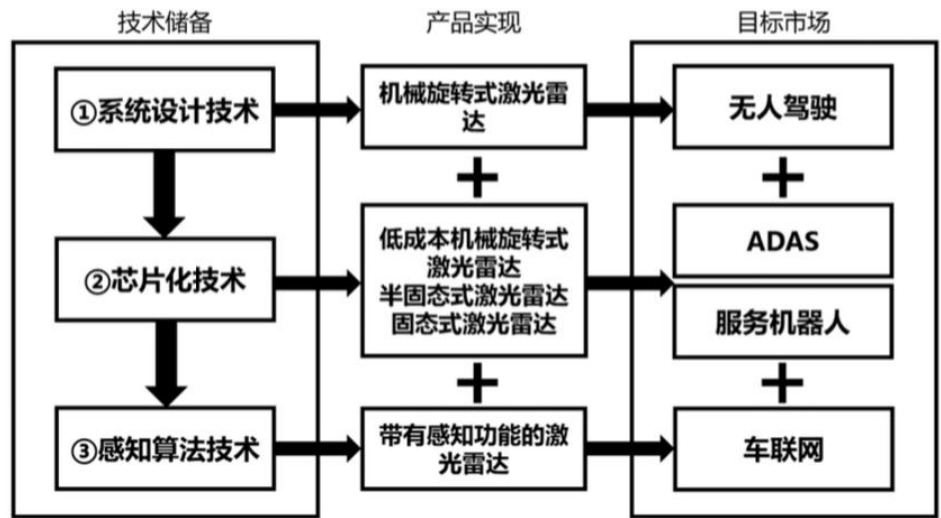 技术储备
产品实现
目标市场
①系统设计技术
机械旋转式激光雷
达
无人驾驶
②芯片化技术
低成本机械旋转式
激光雷达
半固态式激光雷达
固态式激光雷达
ADAS
服务机器人
③感知算法技术
带有感知功能的激
光雷达
车联网